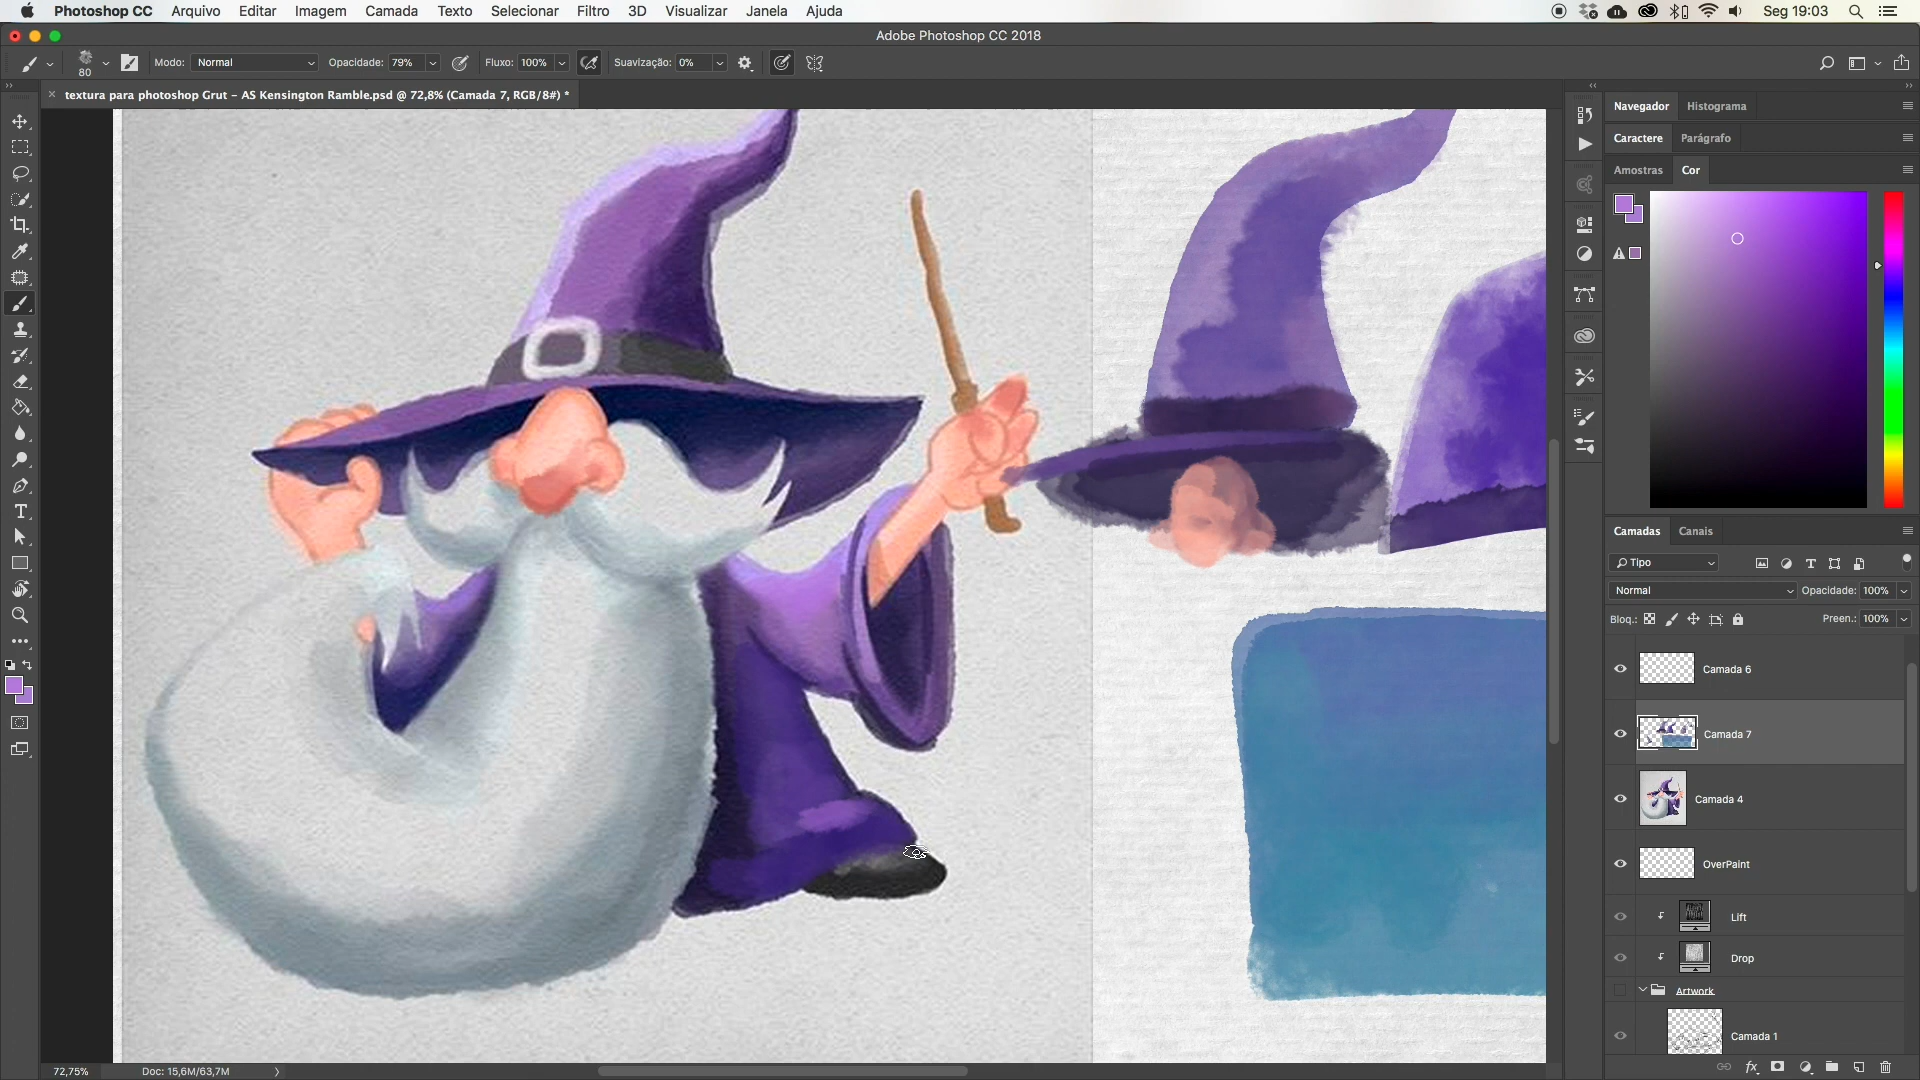 Photoshop CC Arquivo Editar Imagem Camada Texto Selecionar Filtro 3D Visualizar Janela Ajuda Seg 19:03
Adobe Photoshop CC 2018
80 Modo: Normal Opacidade: 79% Fluxo: 100% Suavização: 0%
textura para photoshop Grut – AS Kensington Ramble.psd @ 72,8% (Camada 7, RGB/8#) *
Navegador Histograma
Caractere Parágrafo
Amostras Cor
Camadas Canais
Tipo
Normal Opacidade: 100%
Bloq.: Preen.: 100%
Camada 6
Camada 7
Camada 4
OverPaint
Lift
Drop
Artwork
Camada 1
72,75% Doc: 15,6M/63,7M